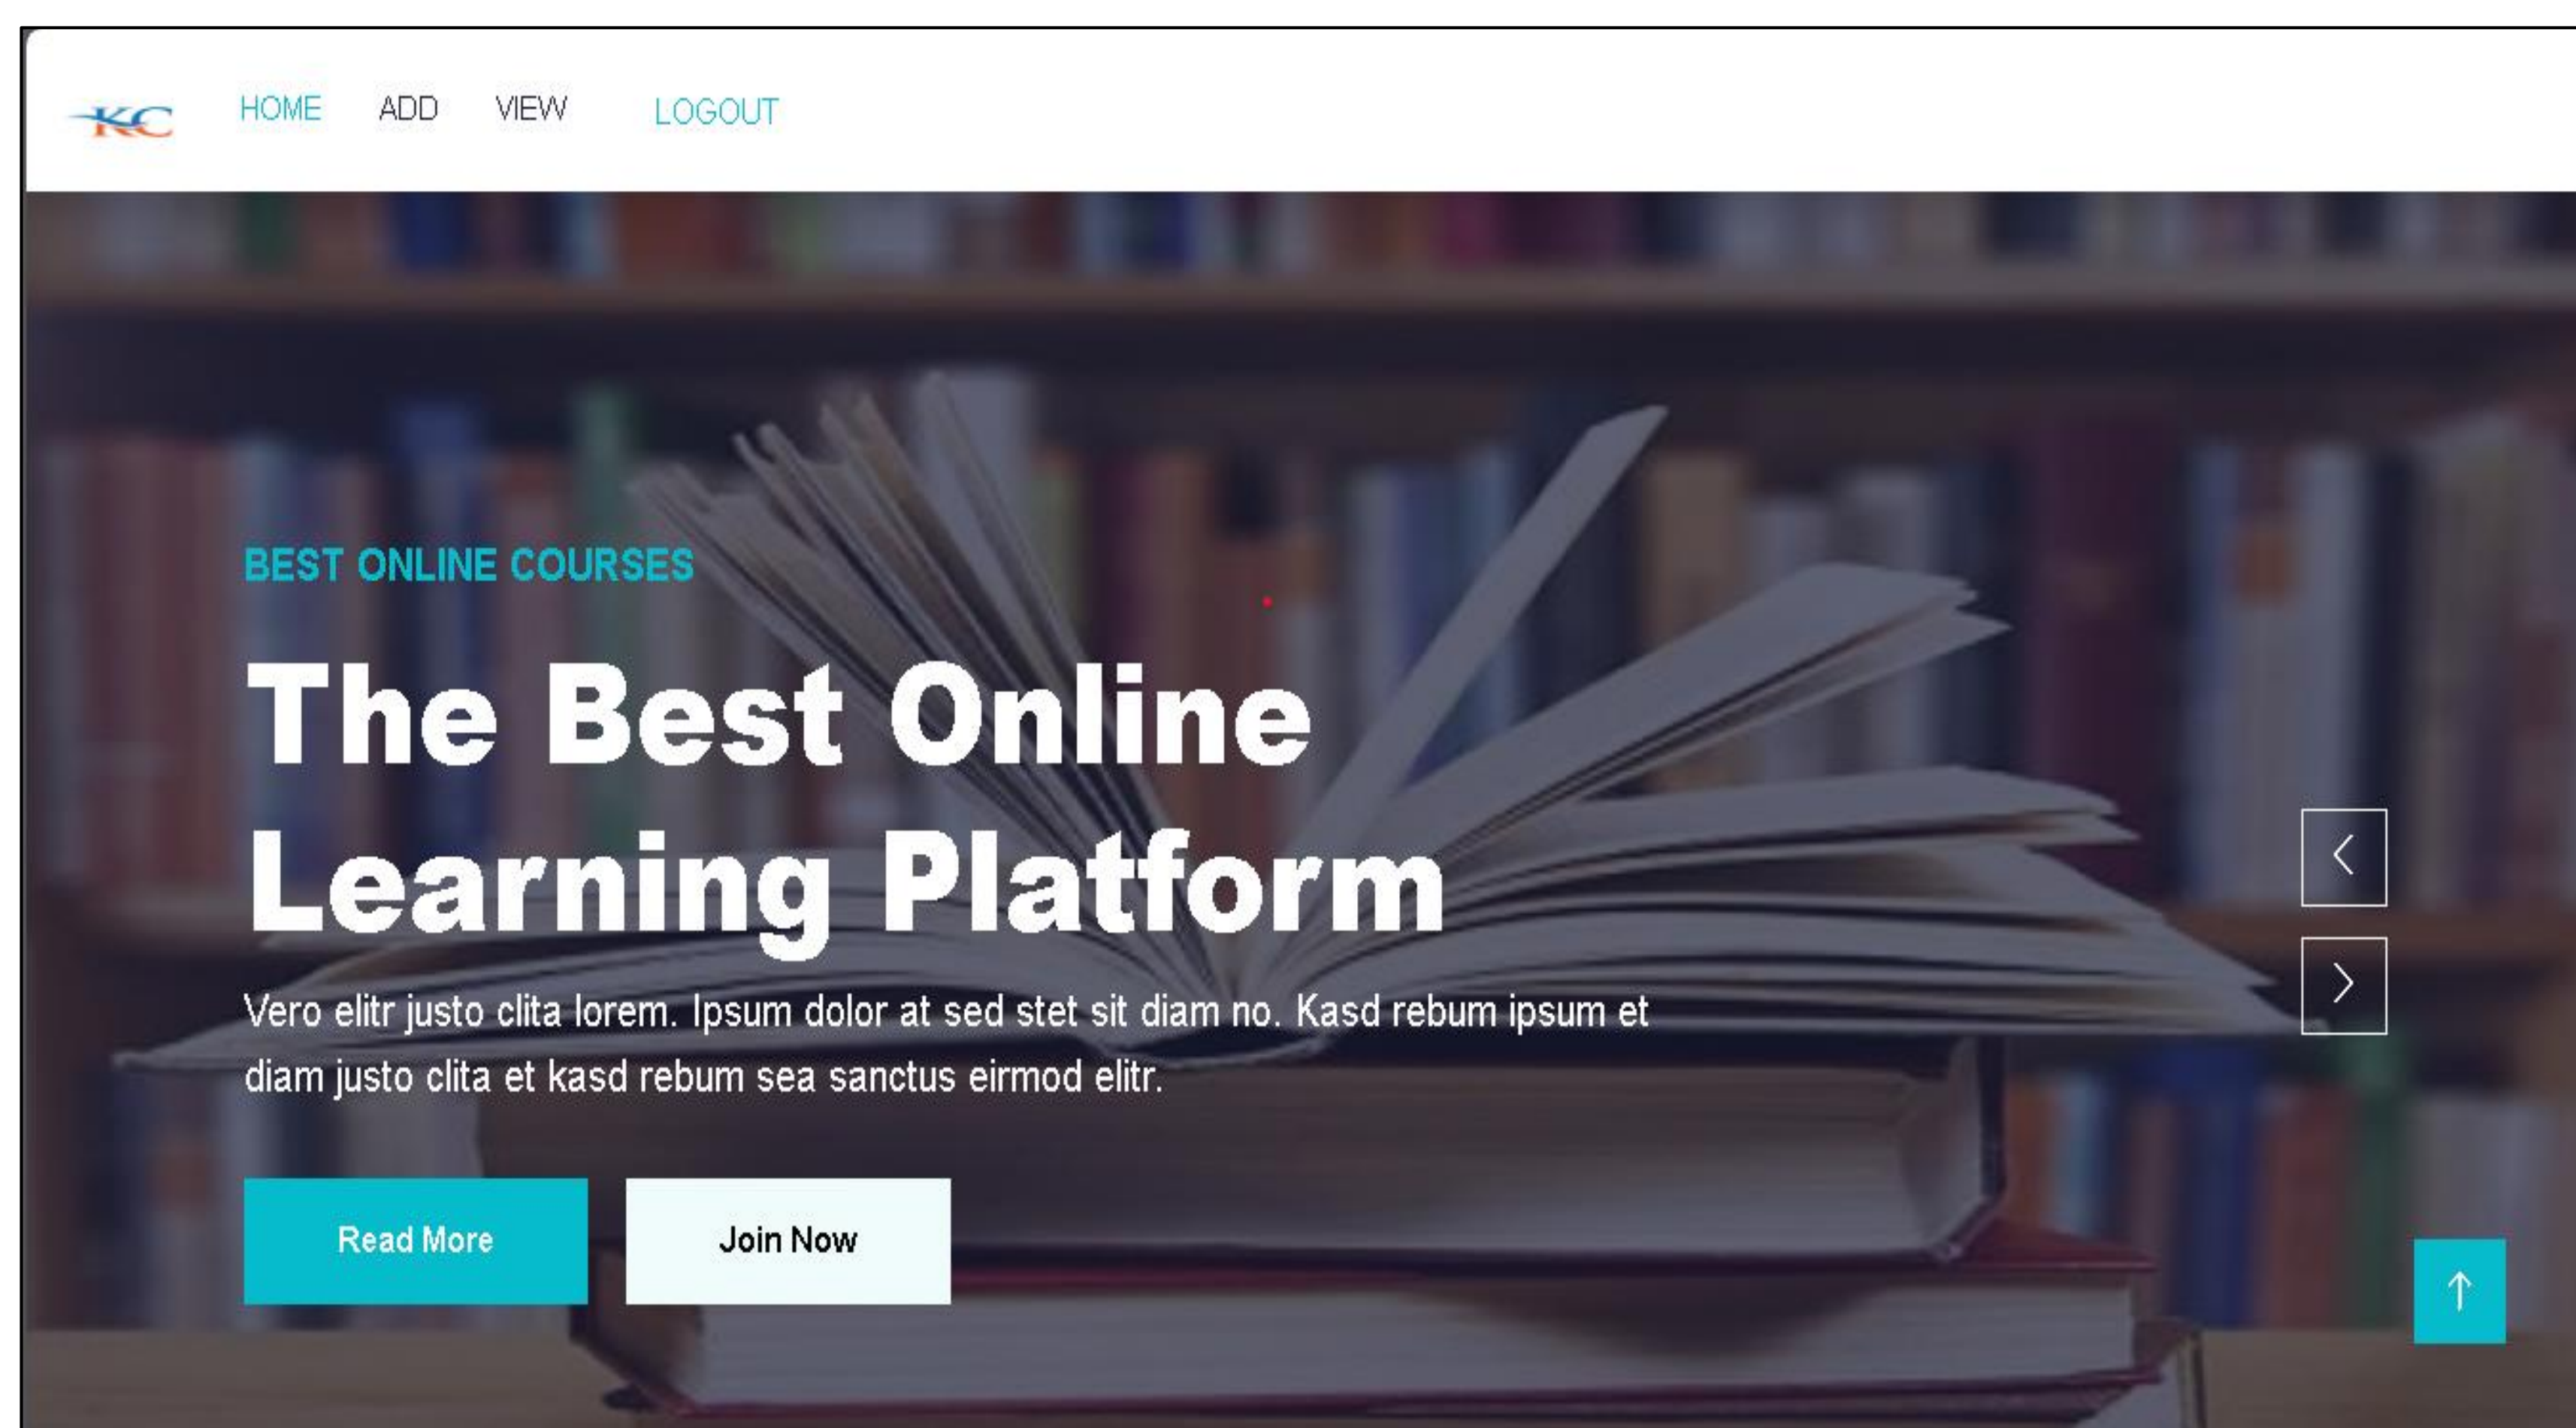 KC
HOME ADD VIEW LOGOUT
BEST ONLINE COURSES
The Best Online
Learning Platform
Vero elitr justo clita lorem. Ipsum dolor at sed stet sit diam no. Kasd rebum ipsum et
diam justo clita et kasd rebum sea sanctus eirmod elitr.
Read More Join Now